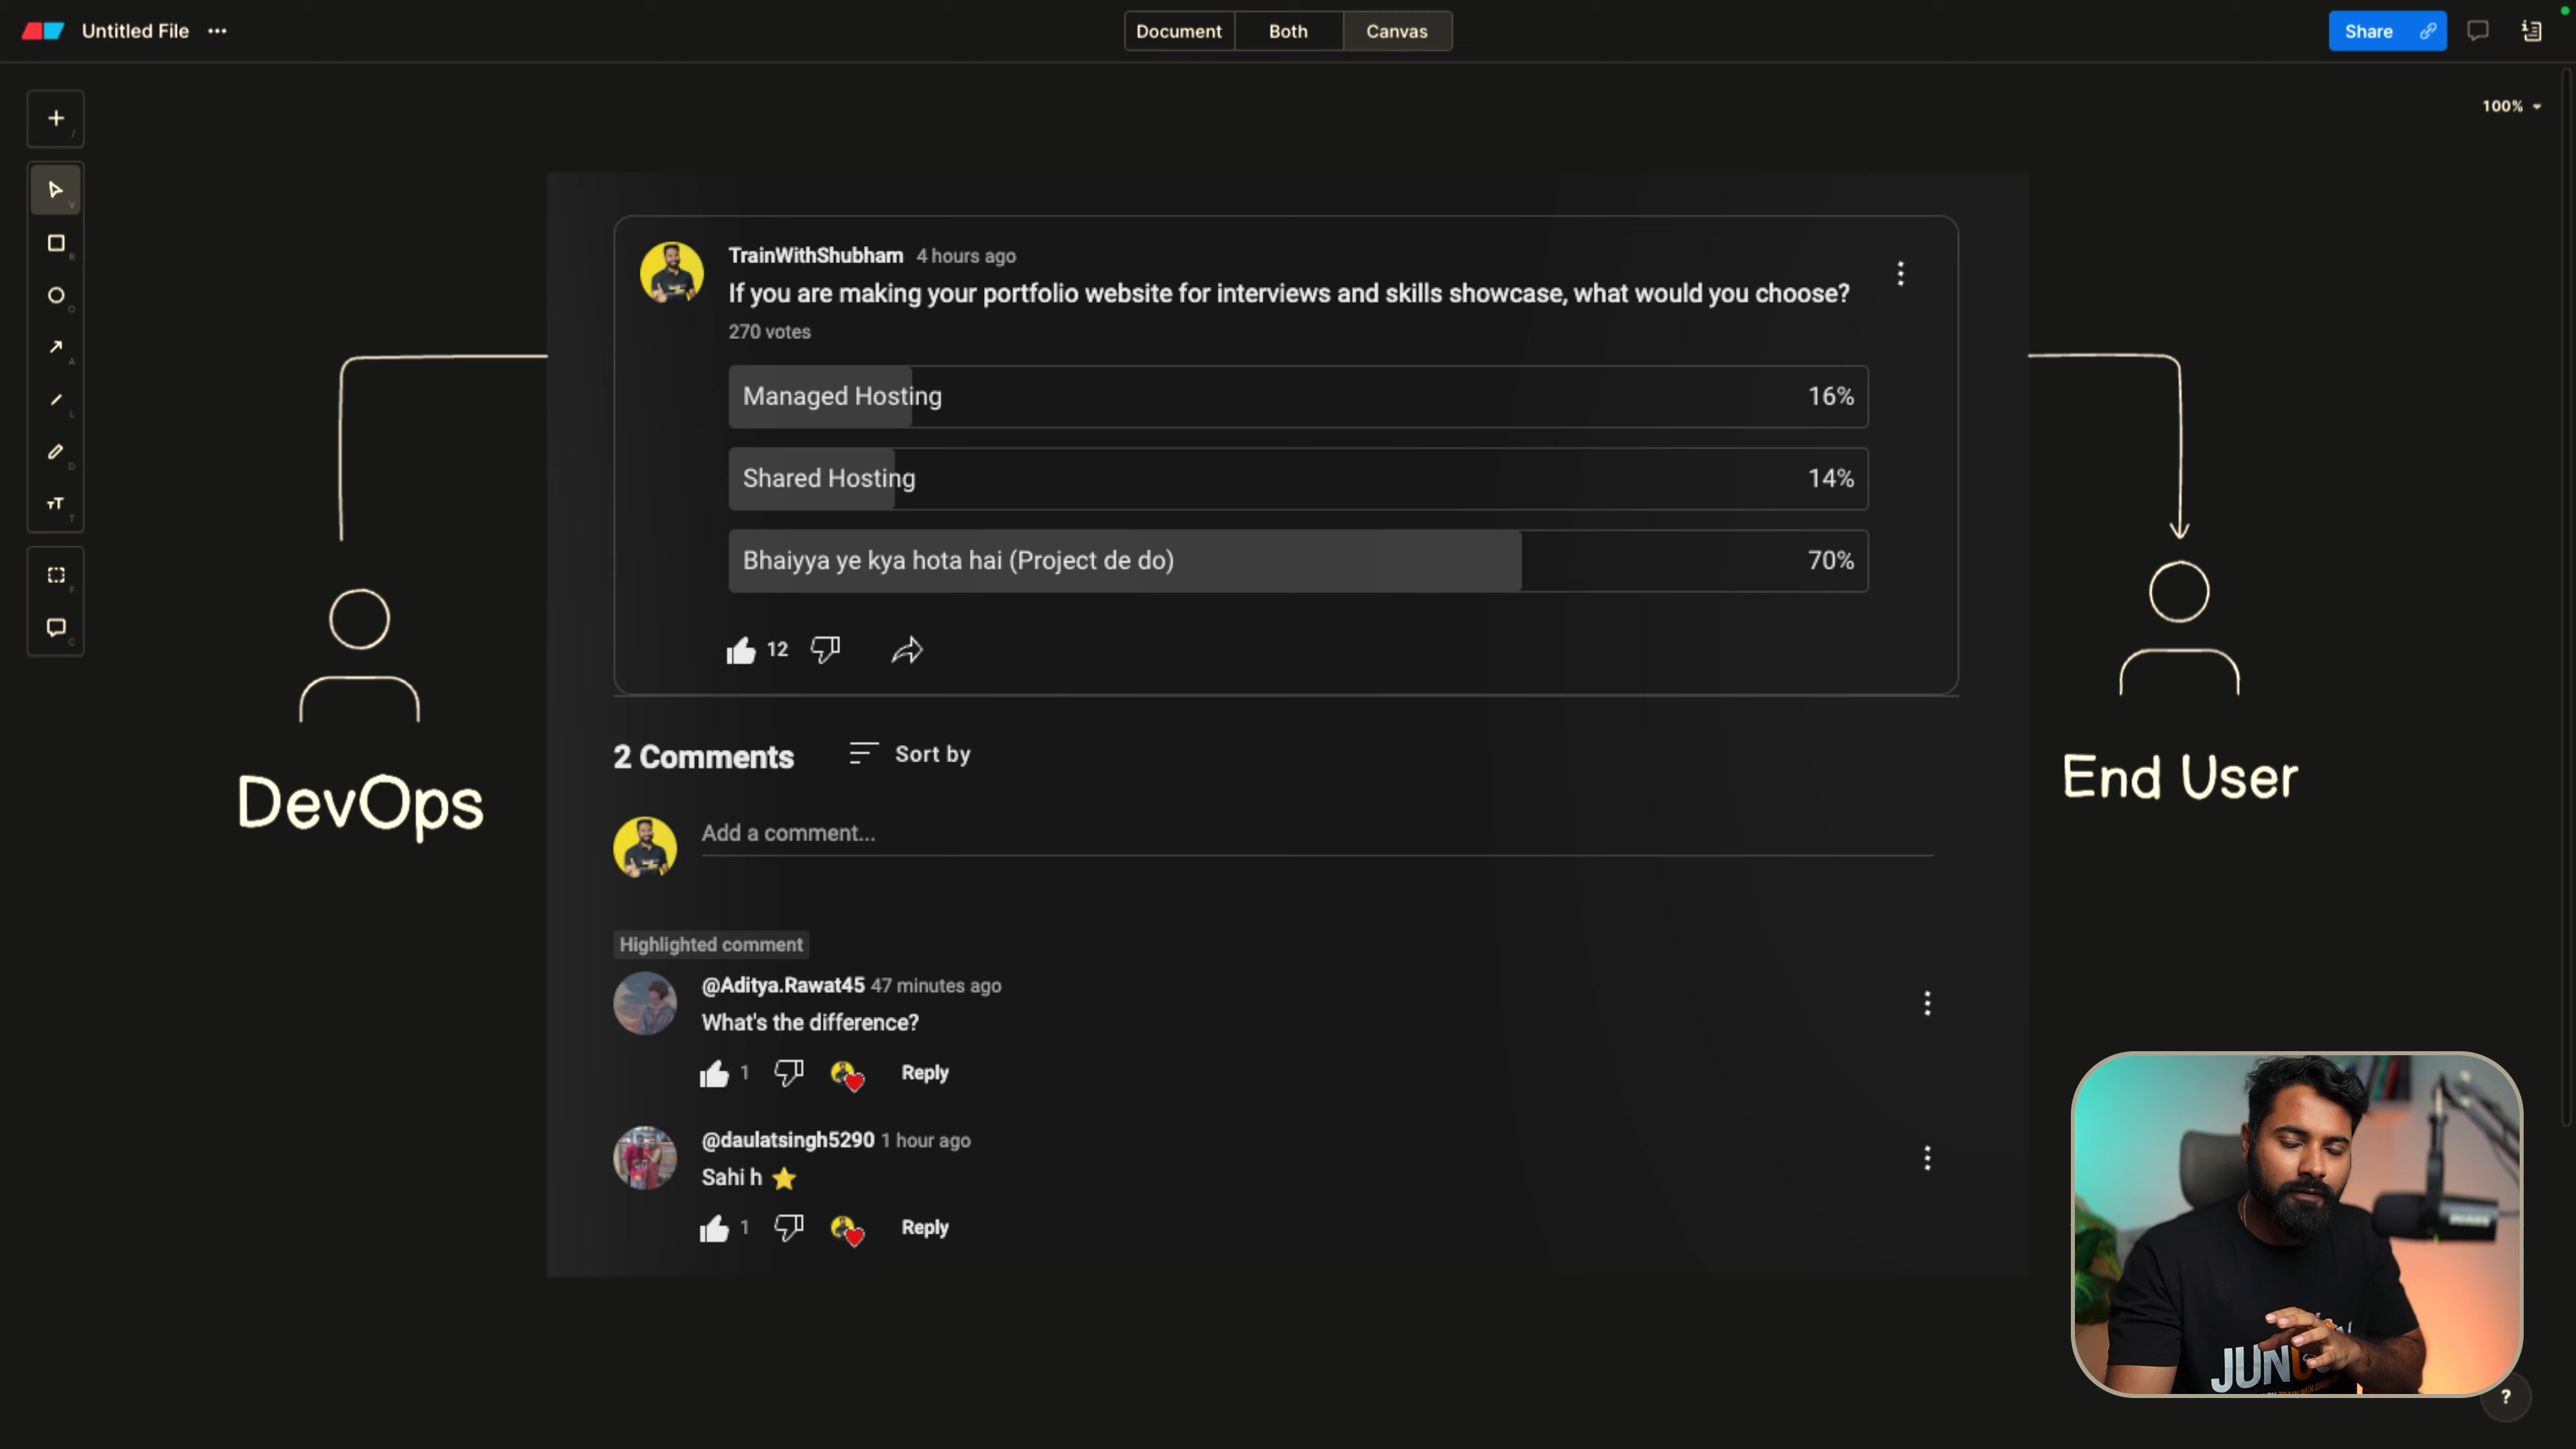 Untitled File
Document
Both
Canvas
Share
100%
/
V
R
O
A
L
D
T
F
C
TrainWithShubham 4 hours ago
If you are making your portfolio website for interviews and skills showcase, what would you choose?
270 votes
Managed Hosting 16%
Shared Hosting 14%
Bhaiyya ye kya hota hai (Project de do) 70%
12
DevOps
End User
2 Comments
Sort by
Add a comment...
Highlighted comment
@Aditya.Rawat45 47 minutes ago
What's the difference?
1 Reply
@daulatsingh5290 1 hour ago
Sahi h ⭐
1 Reply
?